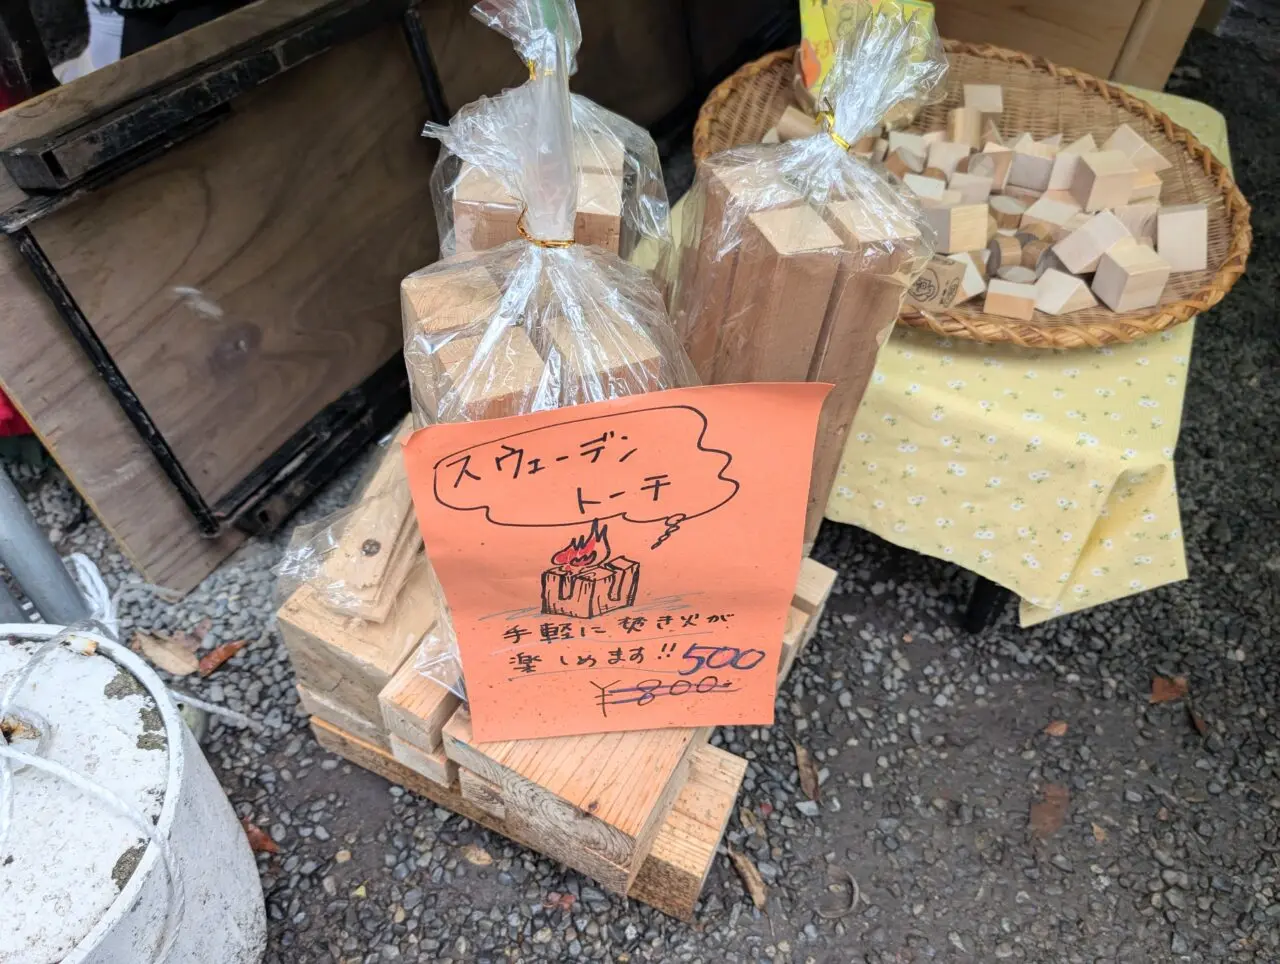 スウェーデン
トーチ
手軽に焚き火が
楽しめます!! 500
¥800-